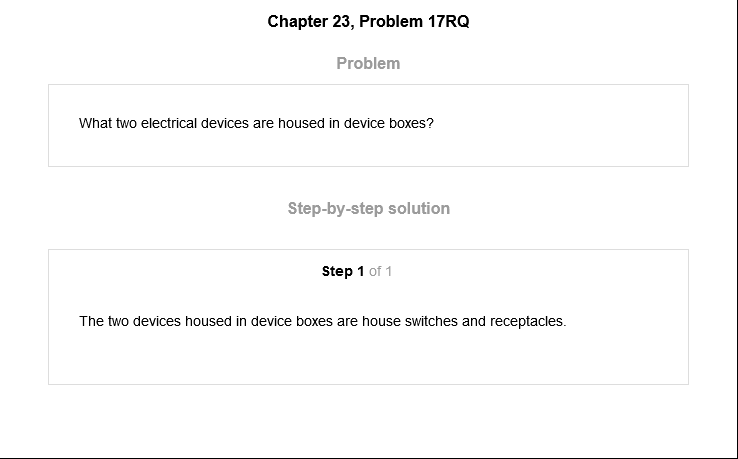 Chapter 23, Problem 17RQ
Problem
What two electrical devices are housed in device boxes?
Step-by-step solution
Step 1 of 1
The two devices housed in device boxes are house switches and receptacles.